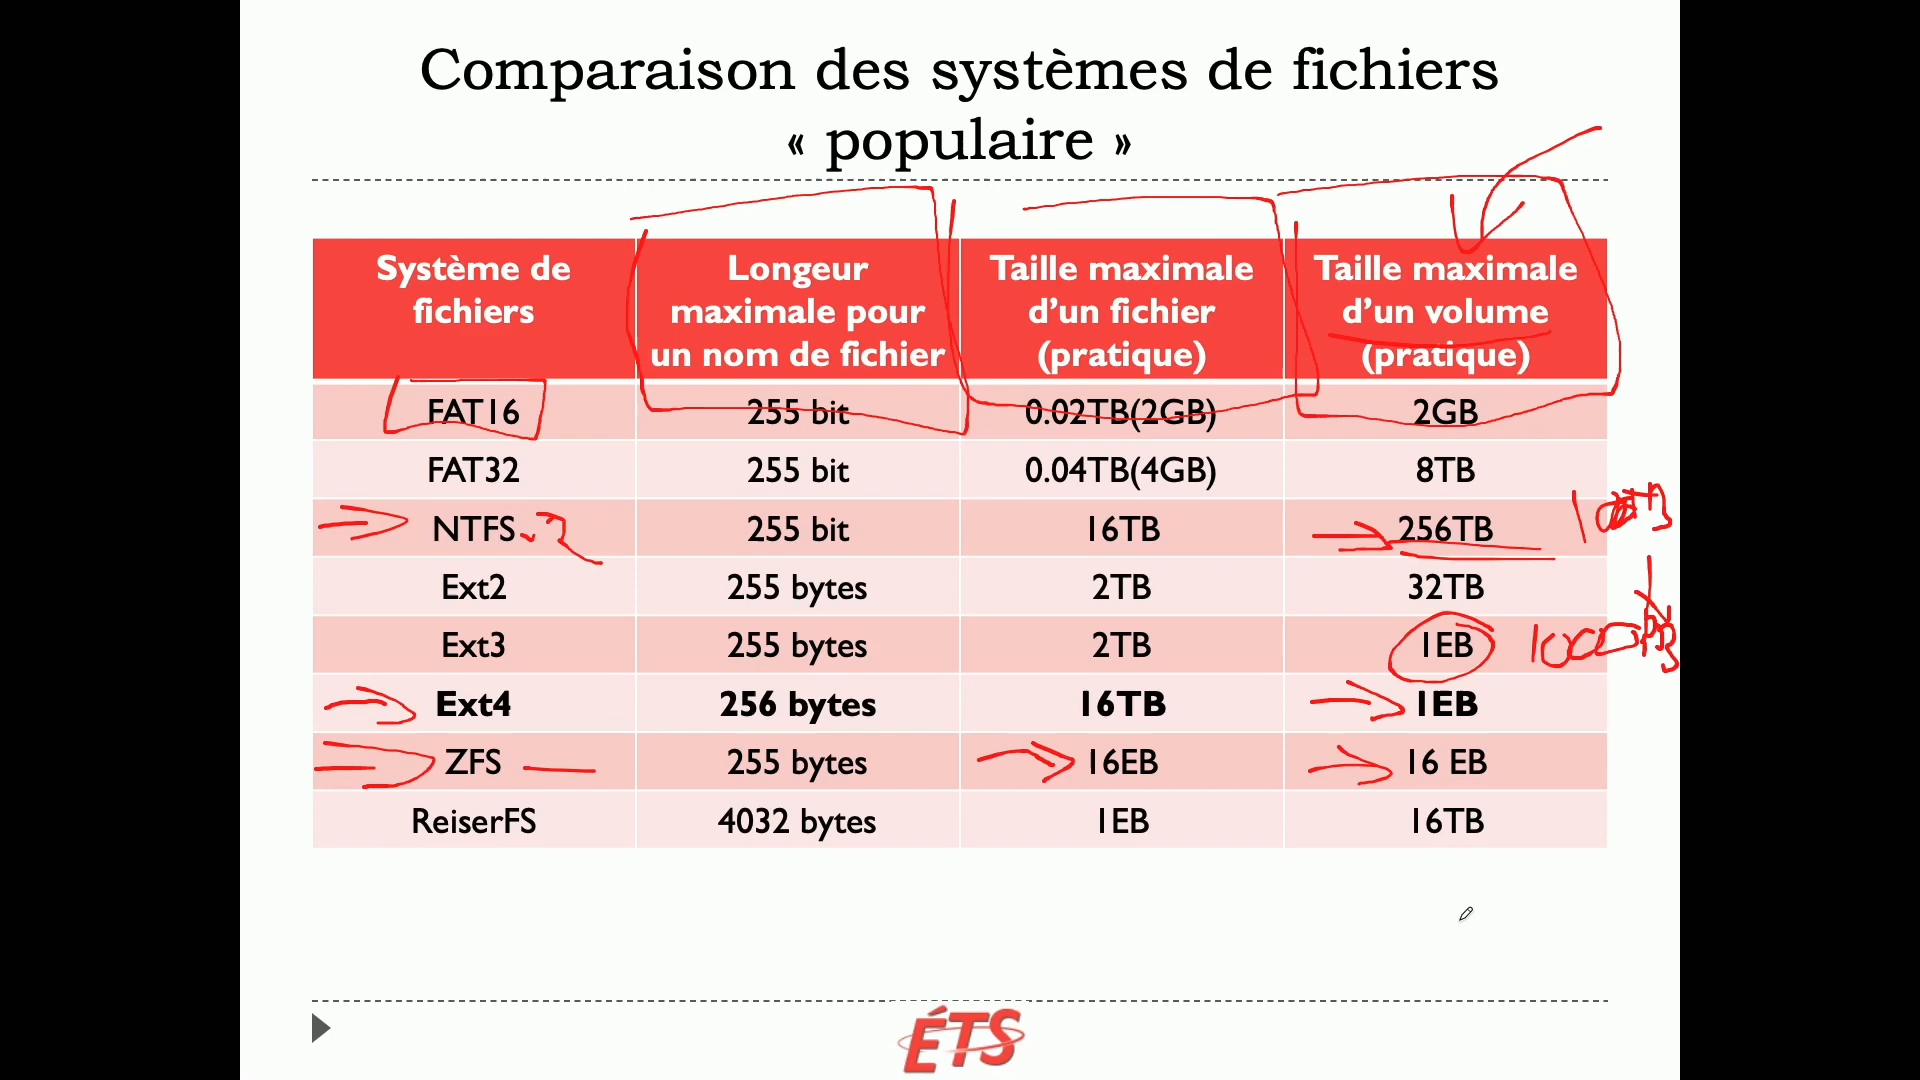 Comparaison des systèmes de fichiers
« populaire »
Système de fichiers Longeur maximale pour un nom de fichier Taille maximale d'un fichier (pratique) Taille maximale d'un volume (pratique)
FAT16 255 bit 0.02TB(2GB) 2GB
FAT32 255 bit 0.04TB(4GB) 8TB
NTFS 255 bit 16TB 256TB
Ext2 255 bytes 2TB 32TB
Ext3 255 bytes 2TB 1EB
Ext4 256 bytes 16TB 1EB
ZFS 255 bytes 16EB 16 EB
ReiserFS 4032 bytes 1EB 16TB
ÉTS